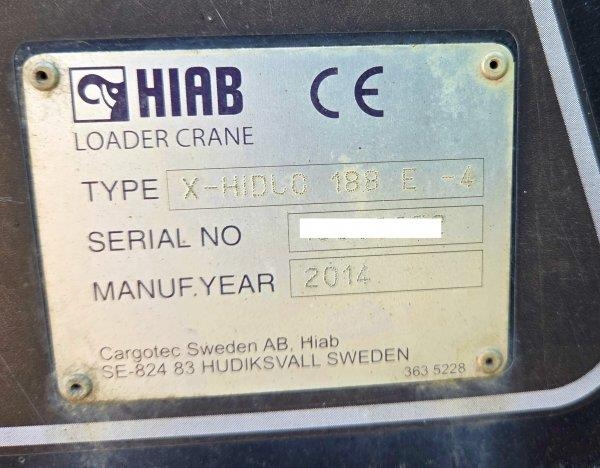 HIAB CE
LOADER CRANE
TYPE X-HIDUO 188 E -4
SERIAL NO
MANUF.YEAR 2014
Cargotec Sweden AB, Hiab
SE-824 83 HUDIKSVALL SWEDEN
363 5228